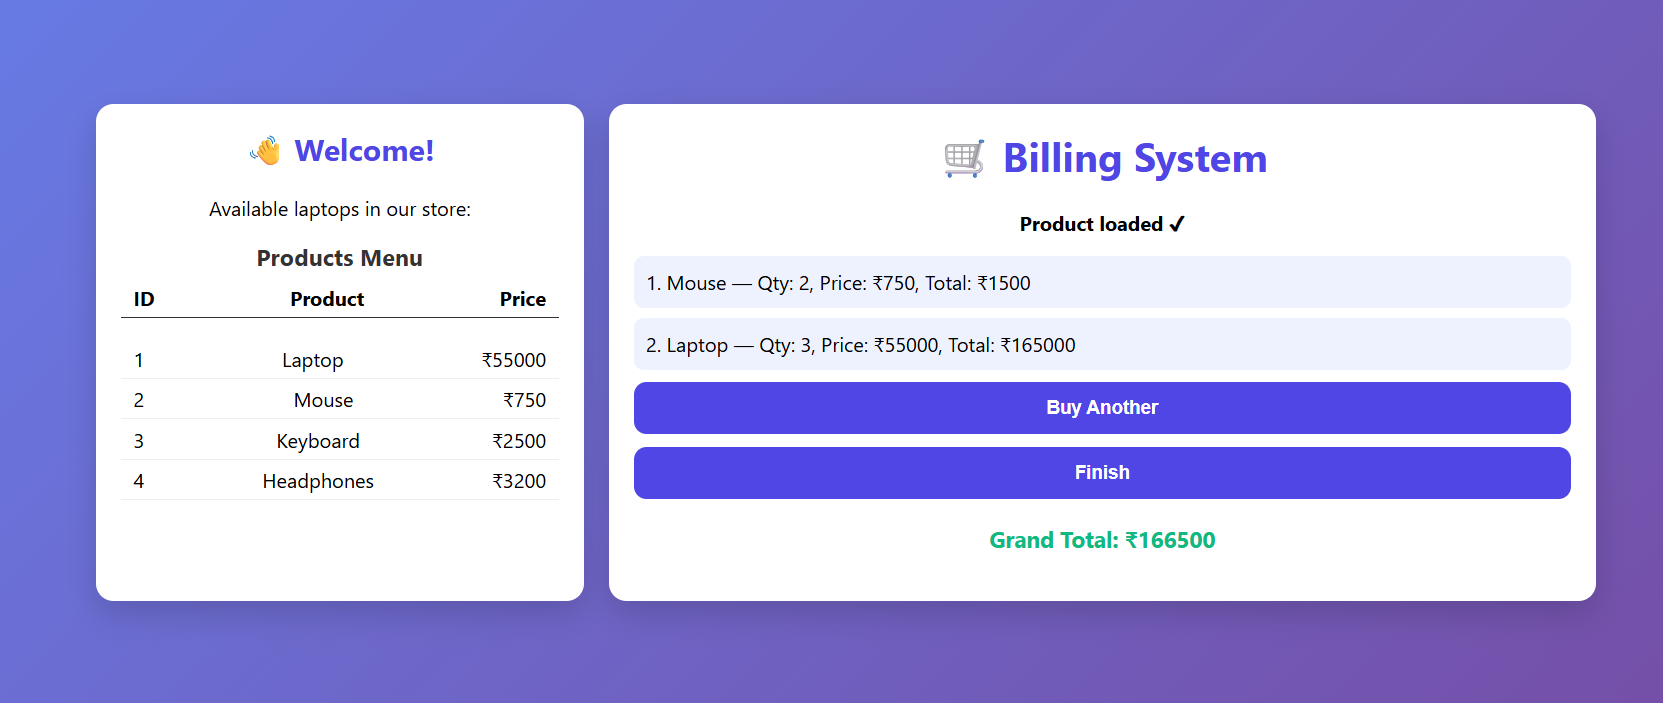 👋 Welcome!
Available laptops in our store:
Products Menu
ID Product Price
1 Laptop ₹55000
2 Mouse ₹750
3 Keyboard ₹2500
4 Headphones ₹3200
🛒 Billing System
Product loaded ✔
1. Mouse — Qty: 2, Price: ₹750, Total: ₹1500
2. Laptop — Qty: 3, Price: ₹55000, Total: ₹165000
Buy Another
Finish
Grand Total: ₹166500